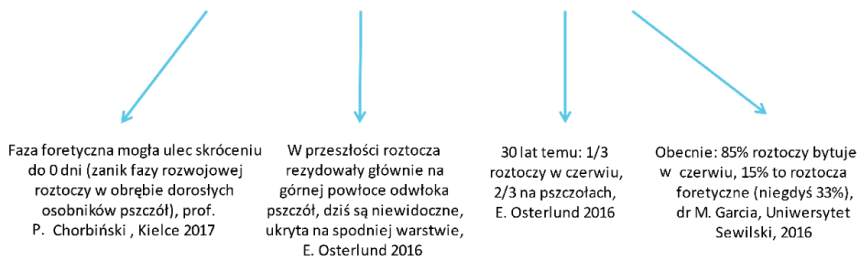 Faza foretyczna mogła ulec skróceniu
do 0 dni (zanik fazy rozwojowej
roztoczy w obrębie dorosłych
osobników pszczół), prof.
P. Chorbiński , Kielce 2017
W przeszłości roztocza
rezydowały głównie na
górnej powłoce odwłoka
pszczół, dziś są niewidoczne,
ukryta na spodniej warstwie,
E. Osterlund 2016
30 lat temu: 1/3
roztoczy w czerwiu,
2/3 na pszczołach,
E. Osterlund 2016
Obecnie: 85% roztoczy bytuje
w czerwiu, 15% to roztocza
foretyczne (niegdyś 33%),
dr M. Garcia, Uniwersytet
Sewilski, 2016